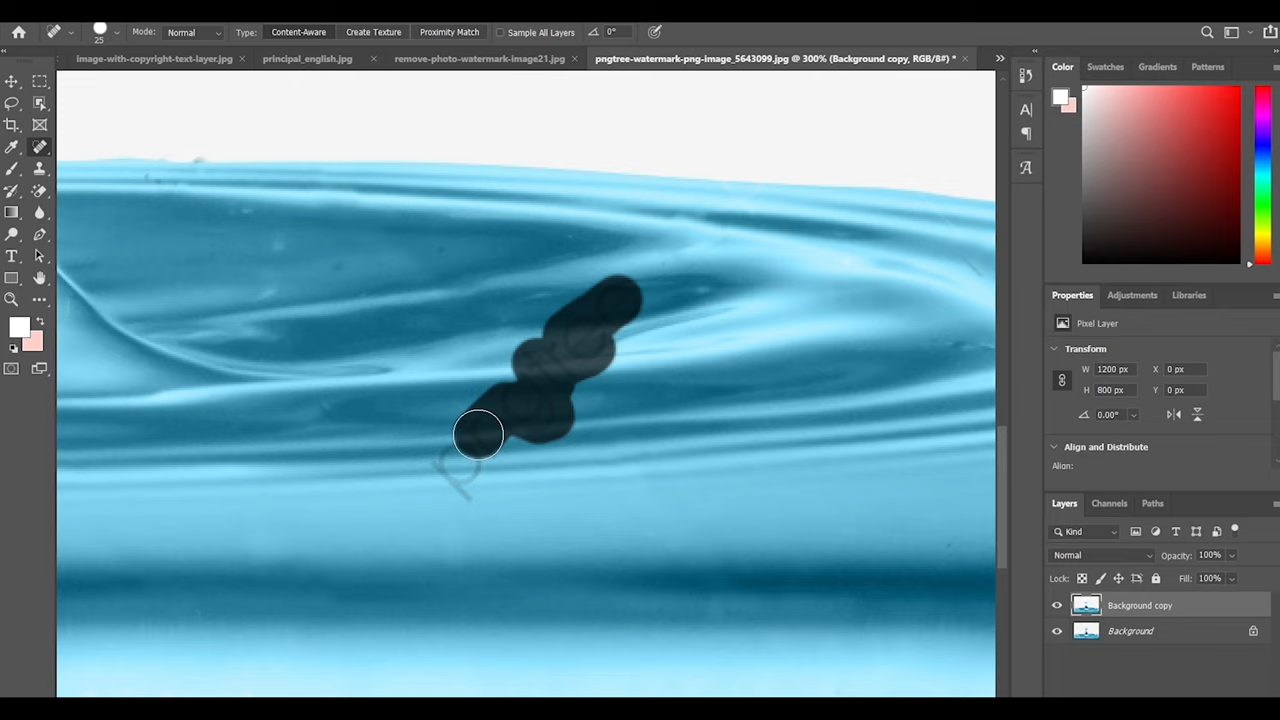 25 Mode: Normal Type: Content-Aware Create Texture Proximity Match Sample All Layers 0°
image-with-copyright-text-layer.jpg × principal_english.jpg × remove-photo-watermark-image21.jpg × pngtree-watermark-png-image_5643099.jpg @ 300% (Background copy, RGB/8#) * ×
Color Swatches Gradients Patterns
Properties Adjustments Libraries
Pixel Layer
Transform
W 1200 px X 0 px
H 800 px Y 0 px
0.00°
Align and Distribute
Align:
Layers Channels Paths
Kind
Normal Opacity: 100%
Lock: Fill: 100%
Background copy
Background
p